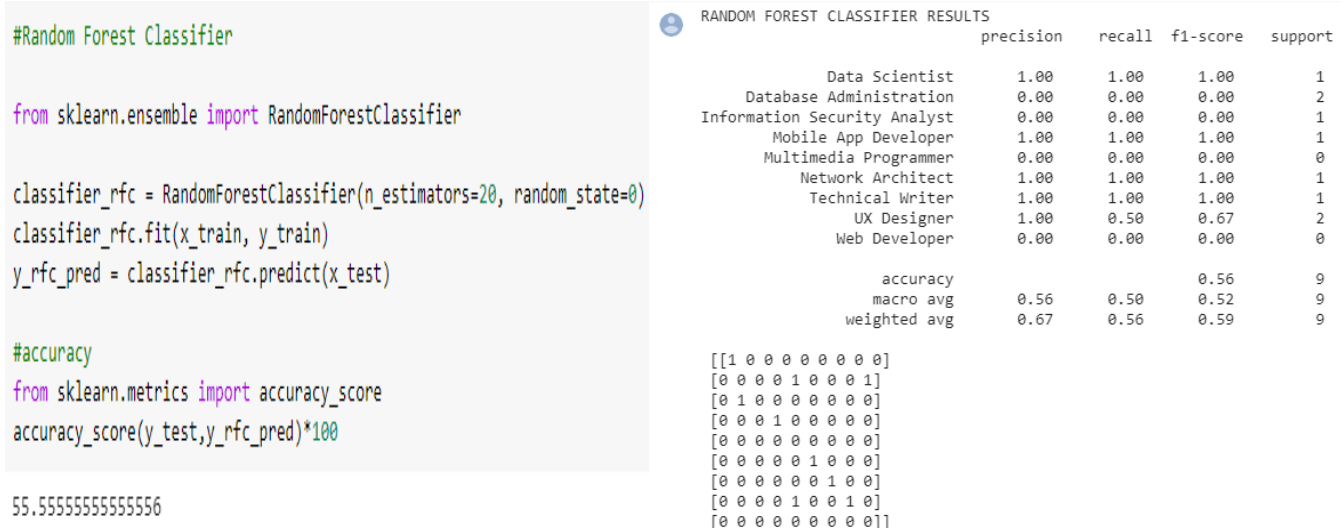 #Random Forest Classifier
from sklearn.ensemble import RandomForestClassifier
classifier_rfc = RandomForestClassifier(n_estimators=20, random_state=0)
classifier_rfc.fit(x_train, y_train)
y_rfc_pred = classifier_rfc.predict(x_test)
#accuracy
from sklearn.metrics import accuracy_score
accuracy_score(y_test,y_rfc_pred)*100
55.55555555555556
RANDOM FOREST CLASSIFIER RESULTS
precision recall f1-score support
Data Scientist 1.00 1.00 1.00 1
Database Administration 0.00 0.00 0.00 2
Information Security Analyst 0.00 0.00 0.00 1
Mobile App Developer 1.00 1.00 1.00 1
Multimedia Programmer 0.00 0.00 0.00 0
Network Architect 1.00 1.00 1.00 1
Technical Writer 1.00 1.00 1.00 1
UX Designer 1.00 0.50 0.67 2
Web Developer 0.00 0.00 0.00 0
accuracy 0.56 9
macro avg 0.56 0.50 0.52 9
weighted avg 0.67 0.56 0.59 9
[[1 0 0 0 0 0 0 0 0]
[0 0 0 0 1 0 0 0 1]
[0 1 0 0 0 0 0 0 0]
[0 0 0 1 0 0 0 0 0]
[0 0 0 0 0 0 0 0 0]
[0 0 0 0 0 1 0 0 0]
[0 0 0 0 0 0 1 0 0]
[0 0 0 0 1 0 0 1 0]
[0 0 0 0 0 0 0 0 0]]